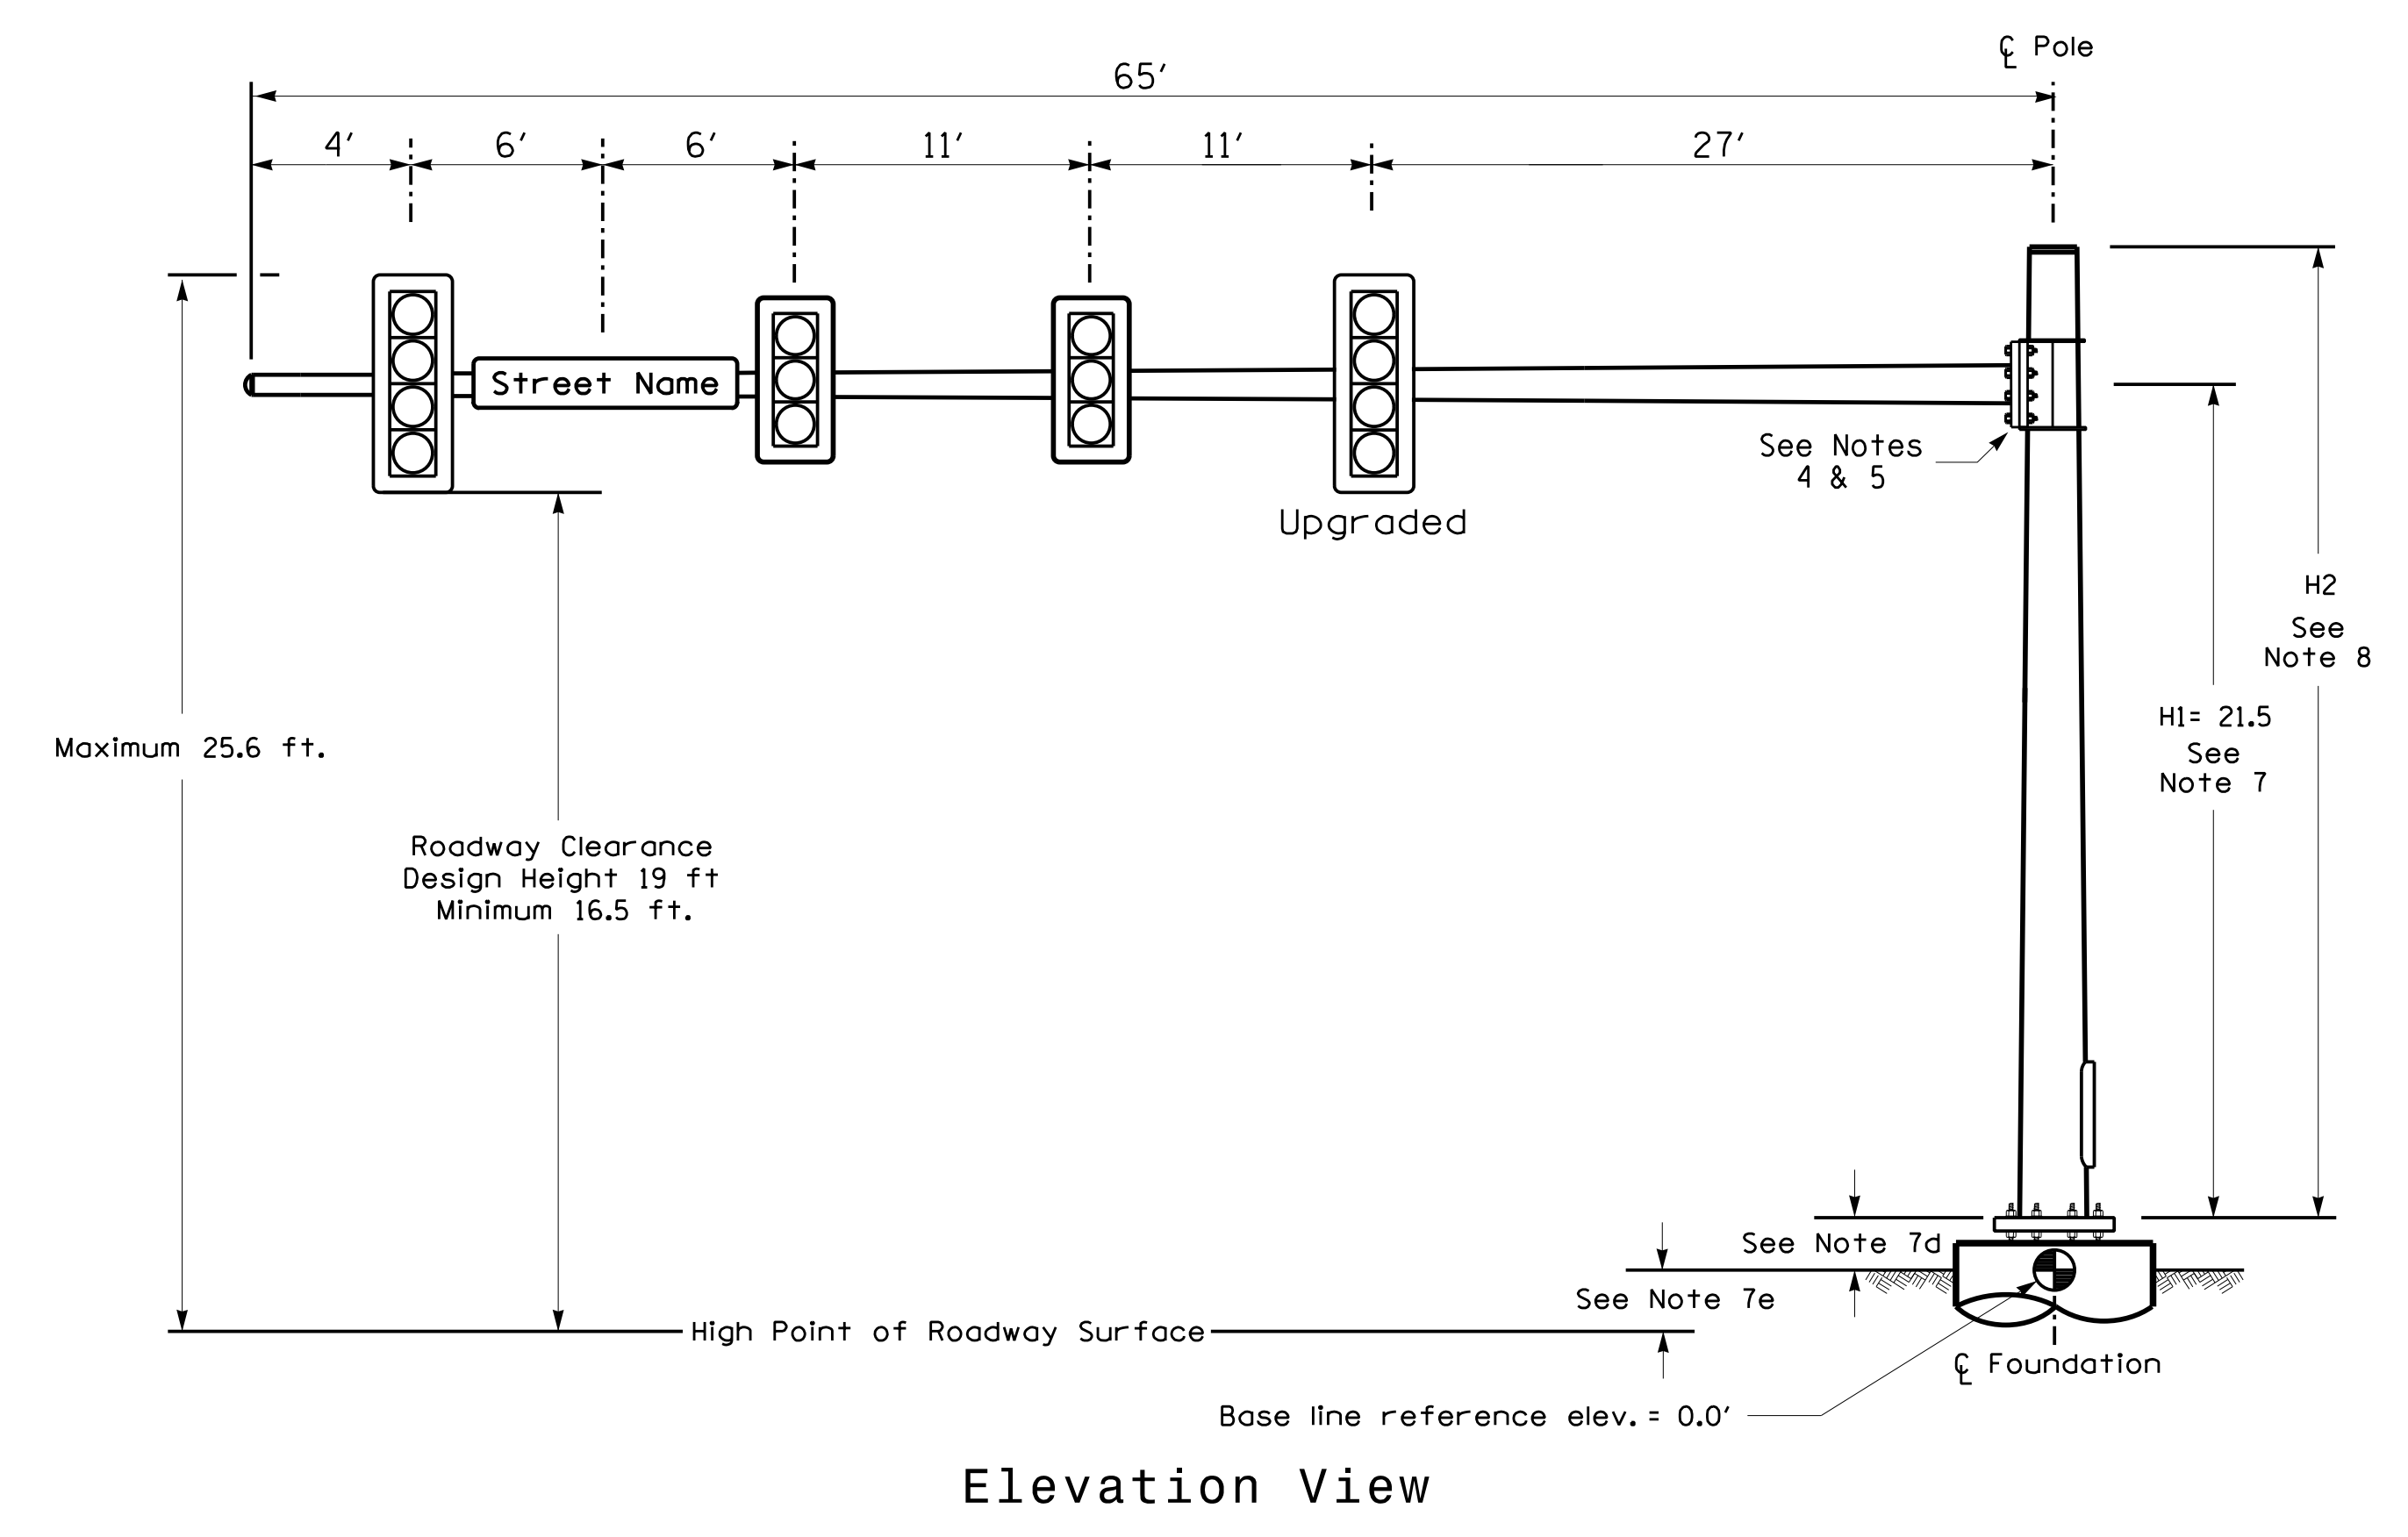 ℄ Pole
65′
4′ 6′ 6′ 11′ 11′ 27′
Street Name
See Notes
4 & 5
Upgraded
H2
See
Note 8
H1= 21.5
See
Note 7
Maximum 25.6 ft.
Roadway Clearance
Design Height 19 ft
Minimum 16.5 ft.
See Note 7d
See Note 7e
High Point of Roadway Surface
℄ Foundation
Base line reference elev. = 0.0′
Elevation View